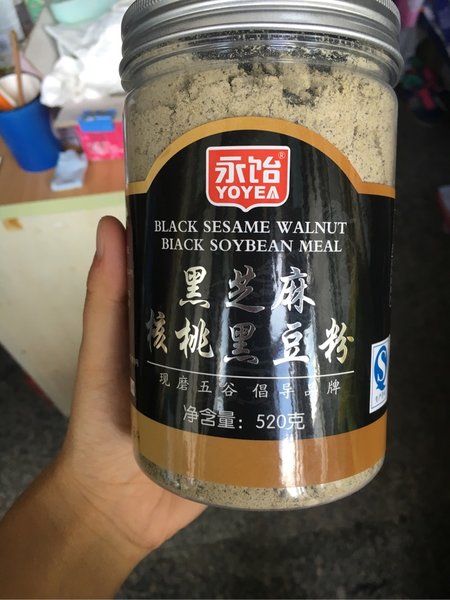 永饴®
YOYEA
BLACK SESAME WALNUT
BIACK SOYBEAN MEAL
黑芝麻
核桃黑豆粉
现磨五谷 倡导品牌
净含量：520克